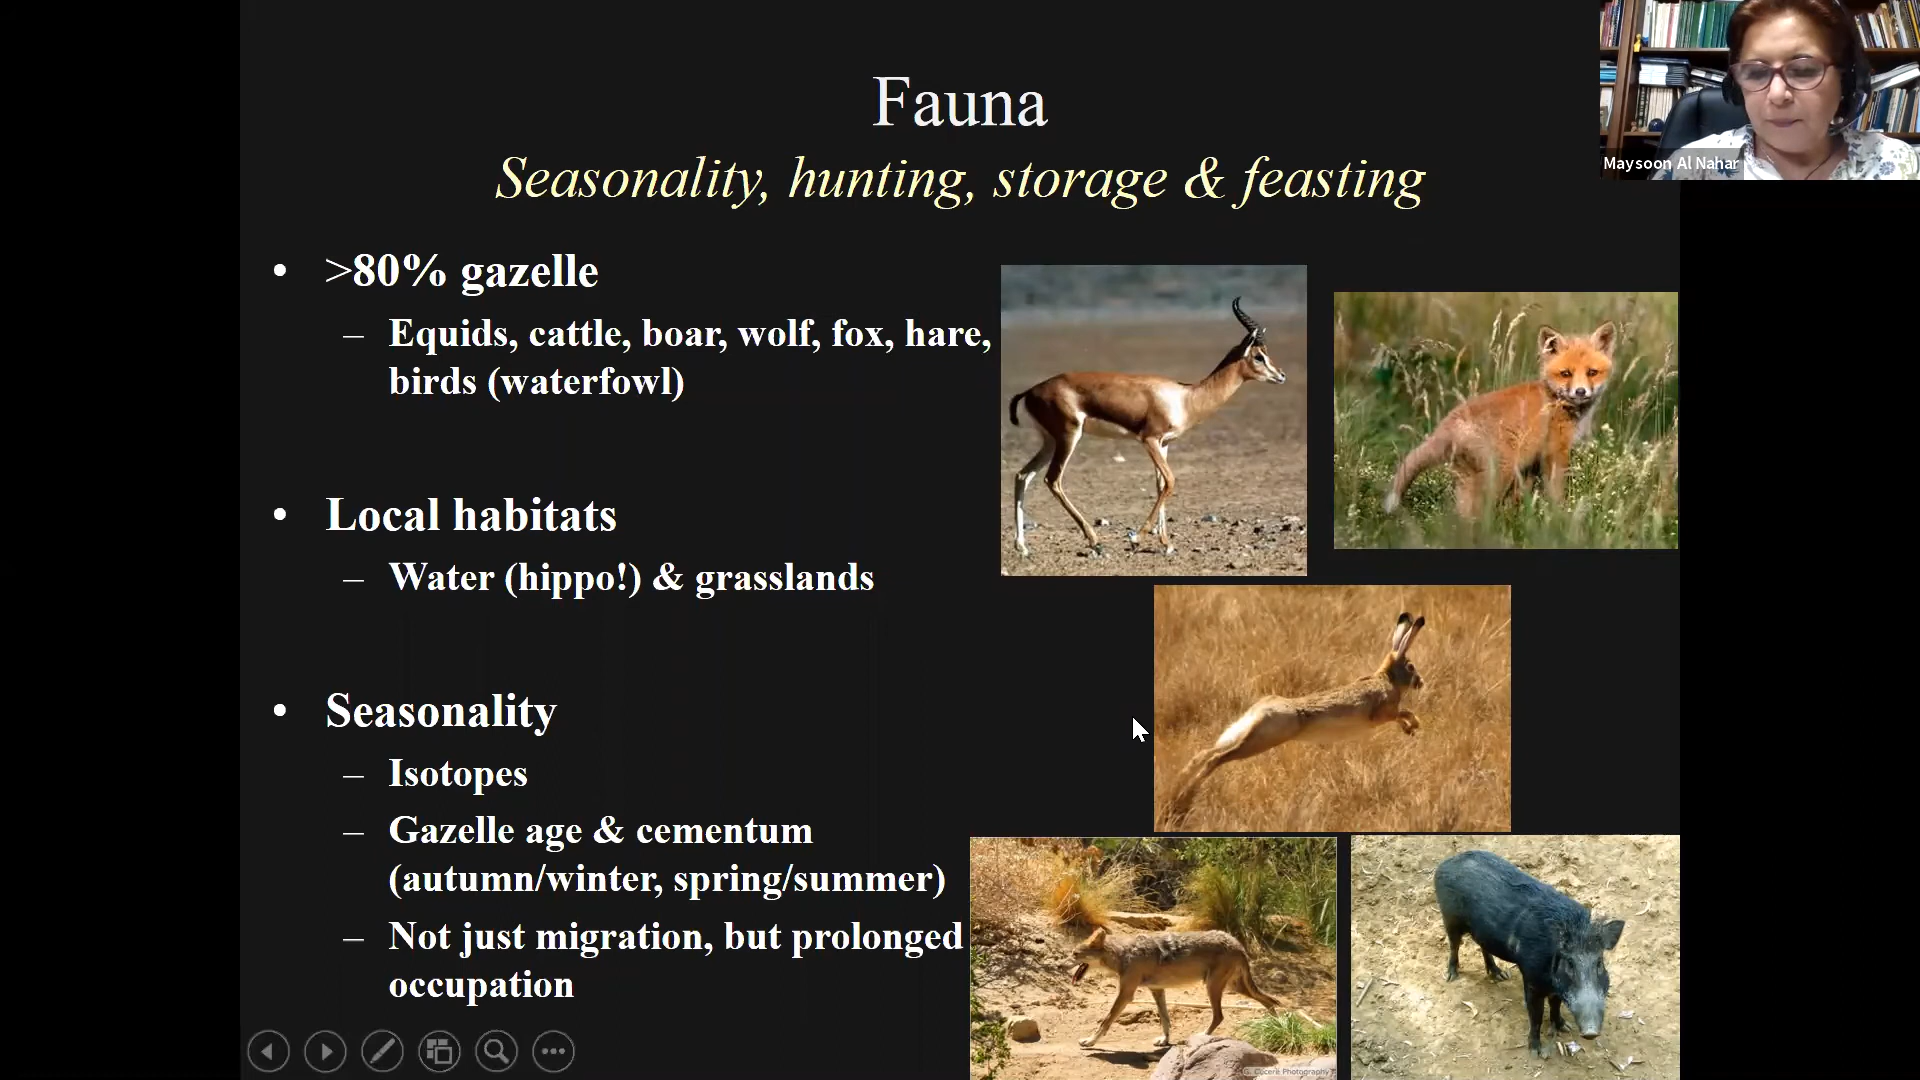 Fauna
Seasonality, hunting, storage & feasting
Maysoon Al Nahar
• >80% gazelle
– Equids, cattle, boar, wolf, fox, hare,
birds (waterfowl)
• Local habitats
– Water (hippo!) & grasslands
• Seasonality
– Isotopes
– Gazelle age & cementum
(autumn/winter, spring/summer)
– Not just migration, but prolonged
occupation